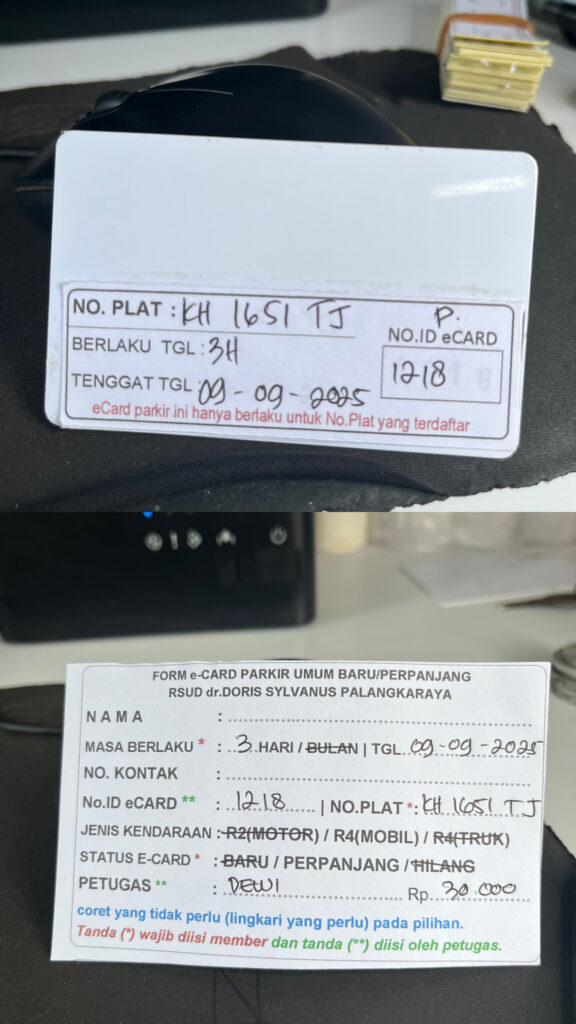 NO. PLAT : KH 1651 TJ
P.
BERLAKU TGL : 3H
NO.ID eCARD
TENGGAT TGL : 09 - 09 - 2025
1218
eCard parkir ini hanya berlaku untuk No.Plat yang terdaftar
FORM e-CARD PARKIR UMUM BARU/PERPANJANG
RSUD dr.DORIS SYLVANUS PALANGKARAYA
NAMA :
MASA BERLAKU * : 3 HARI / BULAN | TGL. 09-09-2025
NO. KONTAK :
No.ID eCARD ** : 1218 | NO.PLAT *: KH 1651 TJ
JENIS KENDARAAN : R2(MOTOR) / R4(MOBIL) / R4(TRUK)
STATUS E-CARD * : BARU / PERPANJANG / HILANG
PETUGAS ** : DEWI Rp. 30.000
coret yang tidak perlu (lingkari yang perlu) pada pilihan.
Tanda (*) wajib diisi member dan tanda (**) diisi oleh petugas.